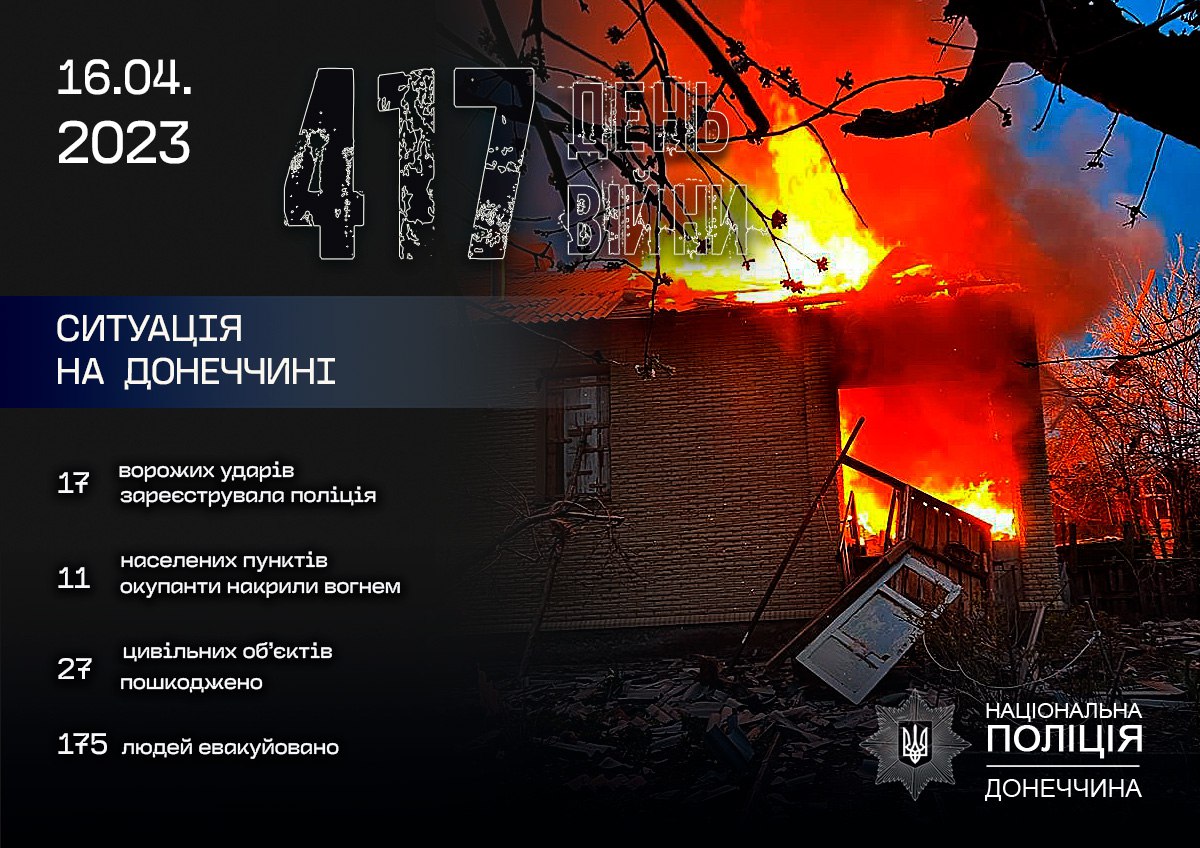 16.04.
2023
417
ДЕНЬ
ВІЙНИ
СИТУАЦІЯ
НА ДОНЕЧЧИНІ
17
ворожих ударів
зареєструвала поліція
11
населених пунктів
окупанти накрили вогнем
27
цивільних об'єктів
пошкоджено
175 людей евакуйовано
НАЦІОНАЛЬНА
ПОЛІЦІЯ
ДОНЕЧЧИНА